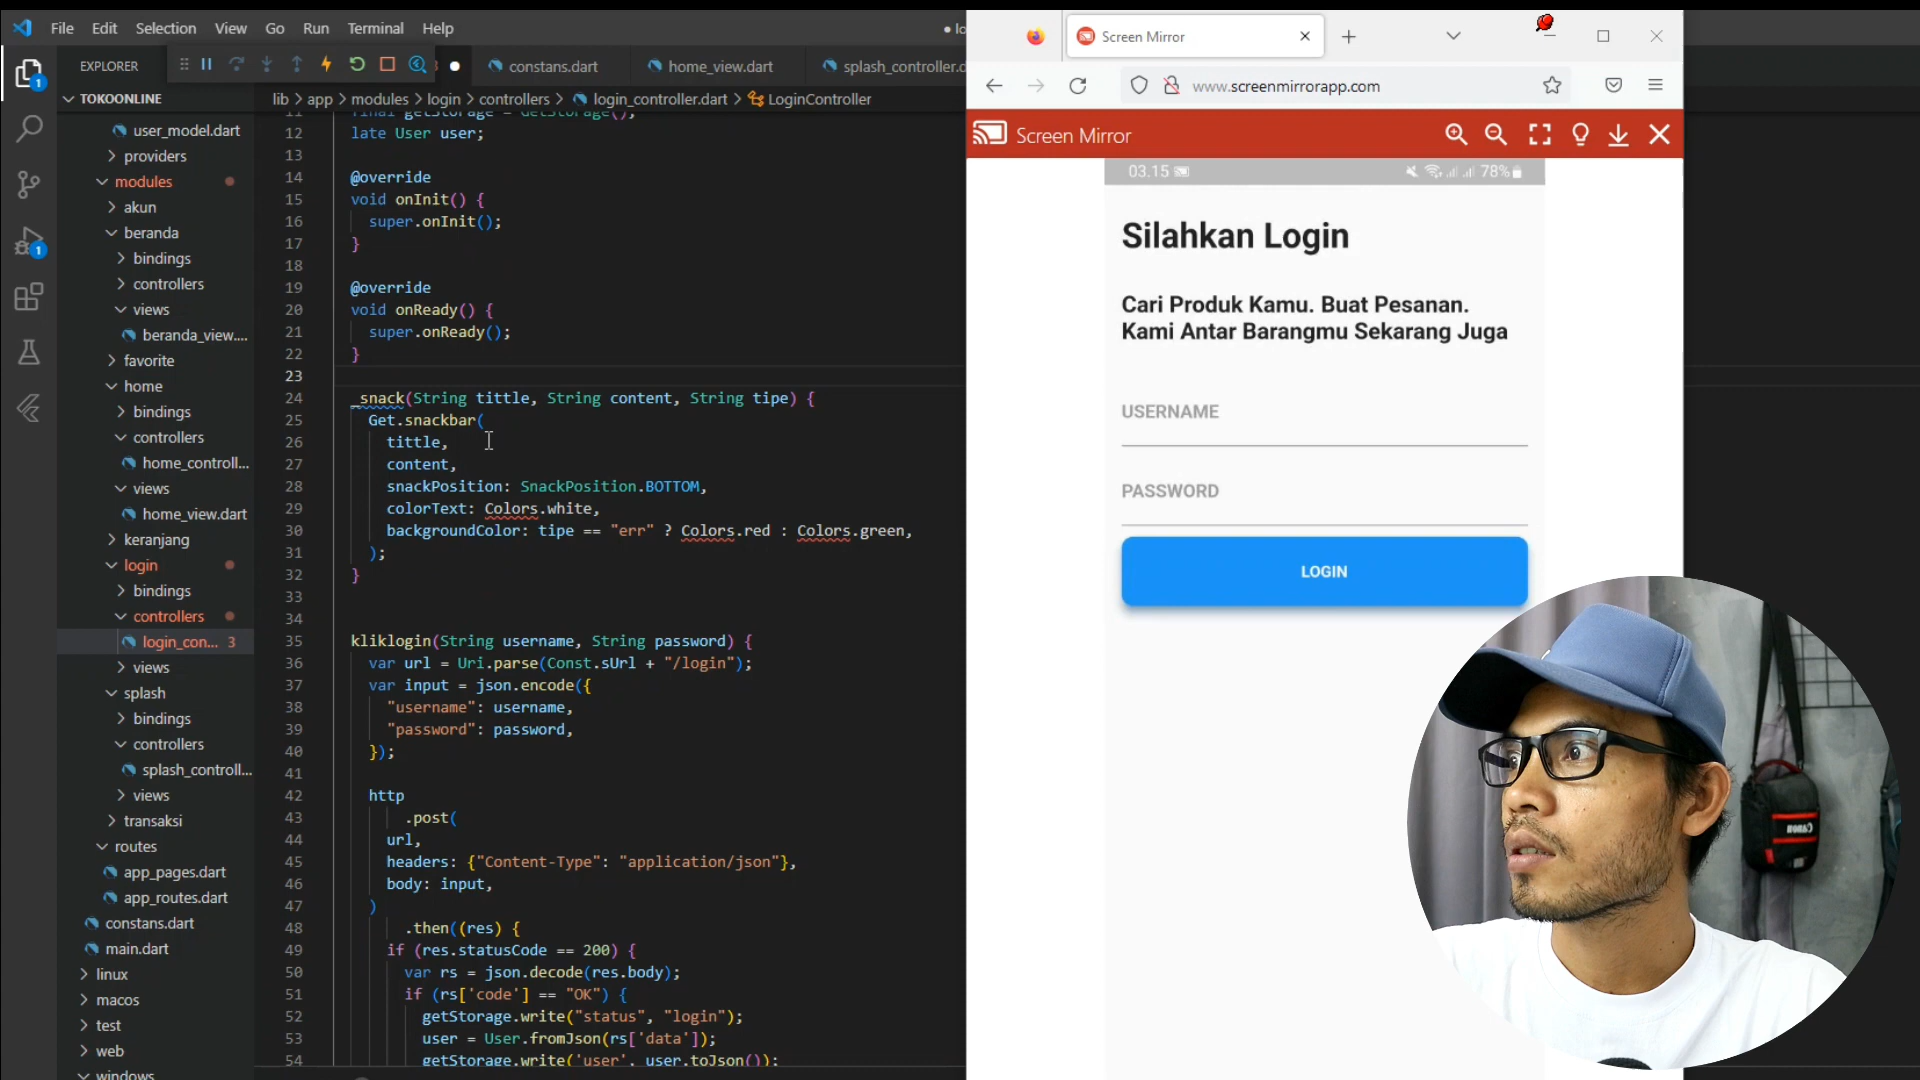 File Edit Selection View Go Run Terminal Help
EXPLORER
constans.dart
home_view.dart
splash_controller.d
TOKOONLINE
lib > app > modules > login > controllers > login_controller.dart > LoginController
user_model.dart
providers
modules
akun
beranda
bindings
controllers
views
beranda_view....
favorite
home
bindings
controllers
home_controll...
views
home_view.dart
keranjang
login
bindings
controllers
login_con... 3
views
splash
bindings
controllers
splash_controll...
views
transaksi
routes
app_pages.dart
app_routes.dart
constans.dart
main.dart
linux
macos
test
web
windows
11 final getStorage = GetStorage();
12 late User user;
13
14 @override
15 void onInit() {
16 super.onInit();
17 }
18
19 @override
20 void onReady() {
21 super.onReady();
22 }
23
24 _snack(String tittle, String content, String tipe) {
25 Get.snackbar(
26 tittle,
27 content,
28 snackPosition: SnackPosition.BOTTOM,
29 colorText: Colors.white,
30 backgroundColor: tipe == "err" ? Colors.red : Colors.green,
31 );
32 }
33
34
35 kliklogin(String username, String password) {
36 var url = Uri.parse(Const.sUrl + "/login");
37 var input = json.encode({
38 "username": username,
39 "password": password,
40 });
41
42 http
43 .post(
44 url,
45 headers: {"Content-Type": "application/json"},
46 body: input,
47 )
48 .then((res) {
49 if (res.statusCode == 200) {
50 var rs = json.decode(res.body);
51 if (rs['code'] == "OK") {
52 getStorage.write("status", "login");
53 user = User.fromJson(rs['data']);
54 getStorage.write('user', user.toJson());
Screen Mirror
www.screenmirrorapp.com
Screen Mirror
03.15 78%
Silahkan Login
Cari Produk Kamu. Buat Pesanan.
Kami Antar Barangmu Sekarang Juga
USERNAME
PASSWORD
LOGIN
Canon